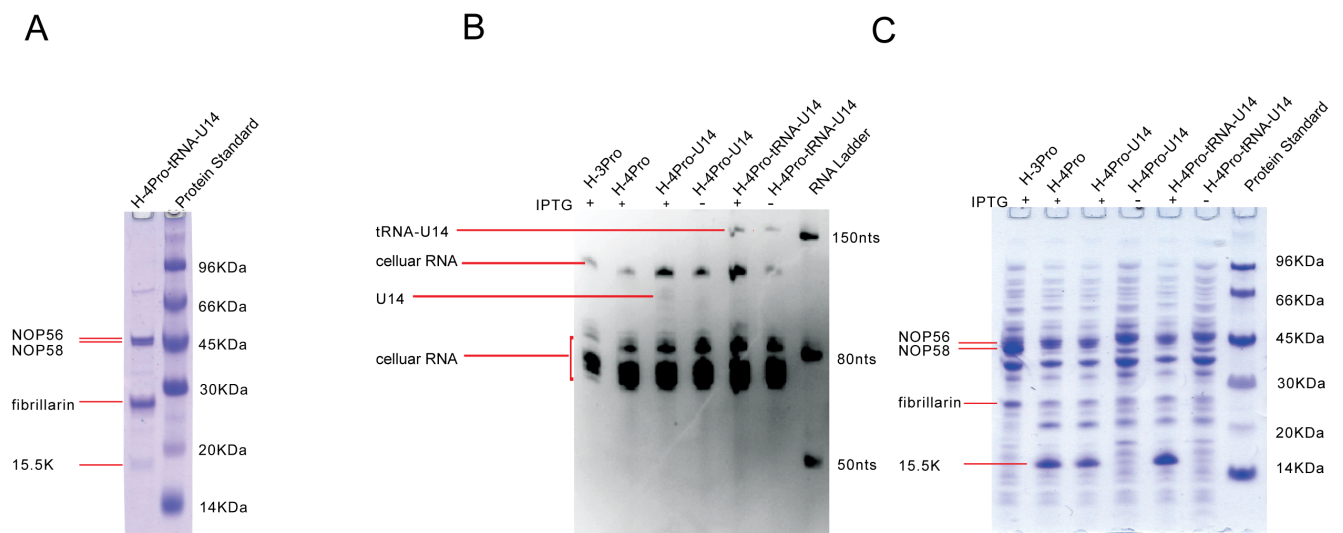 A
H-4Pro-tRNA-U14
Protein Standard
96KDa
66KDa
NOP56
NOP58
45KDa
30KDa
fibrillarin
20KDa
15.5K
14KDa
B
H-3Pro
H-4Pro
H-4Pro-U14
H-4Pro-U14
H-4Pro-tRNA-U14
H-4Pro-tRNA-U14
RNA Ladder
IPTG + + + - + -
tRNA-U14
150nts
celluar RNA
U14
celluar RNA
80nts
50nts
C
H-3Pro
H-4Pro
H-4Pro-U14
H-4Pro-U14
H-4Pro-tRNA-U14
H-4Pro-tRNA-U14
Protein Standard
IPTG + + + - + -
96KDa
66KDa
NOP56
NOP58
45KDa
30KDa
fibrillarin
20KDa
15.5K
14KDa